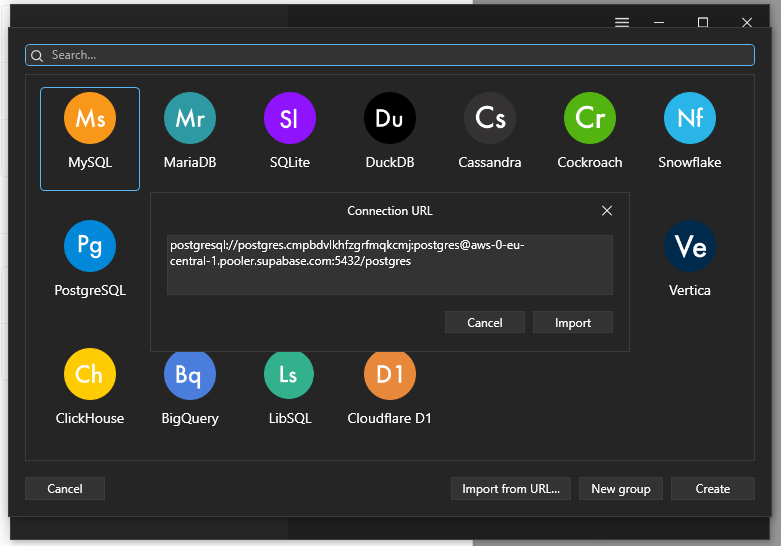 Search...
Ms
Mr
Sl
Du
Cs
Cr
Nf
MySQL
MariaDB
SQLite
DuckDB
Cassandra
Cockroach
Snowflake
Connection URL
Pg
postgresql://postgres.cmpbdvlkhfzgrfmqkcmj:postgres@aws-0-eu-
central-1.pooler.supabase.com:5432/postgres
Ve
PostgreSQL
Vertica
Cancel
Import
Ch
Bq
Ls
D1
ClickHouse
BigQuery
LibSQL
Cloudflare D1
Cancel
Import from URL...
New group
Create